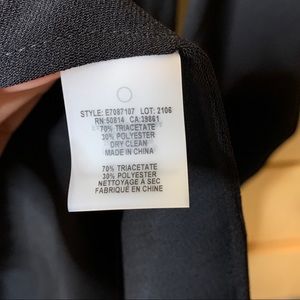 STYLE: E7087107 LOT: 2106
RN:50814 CA:39861
70% TRIACETATE
30% POLYESTER
DRY CLEAN
MADE IN CHINA
70% TRIACETATE
30% POLYESTER
NETTOYAGE À SEC
FABRIQUÉ EN CHINE